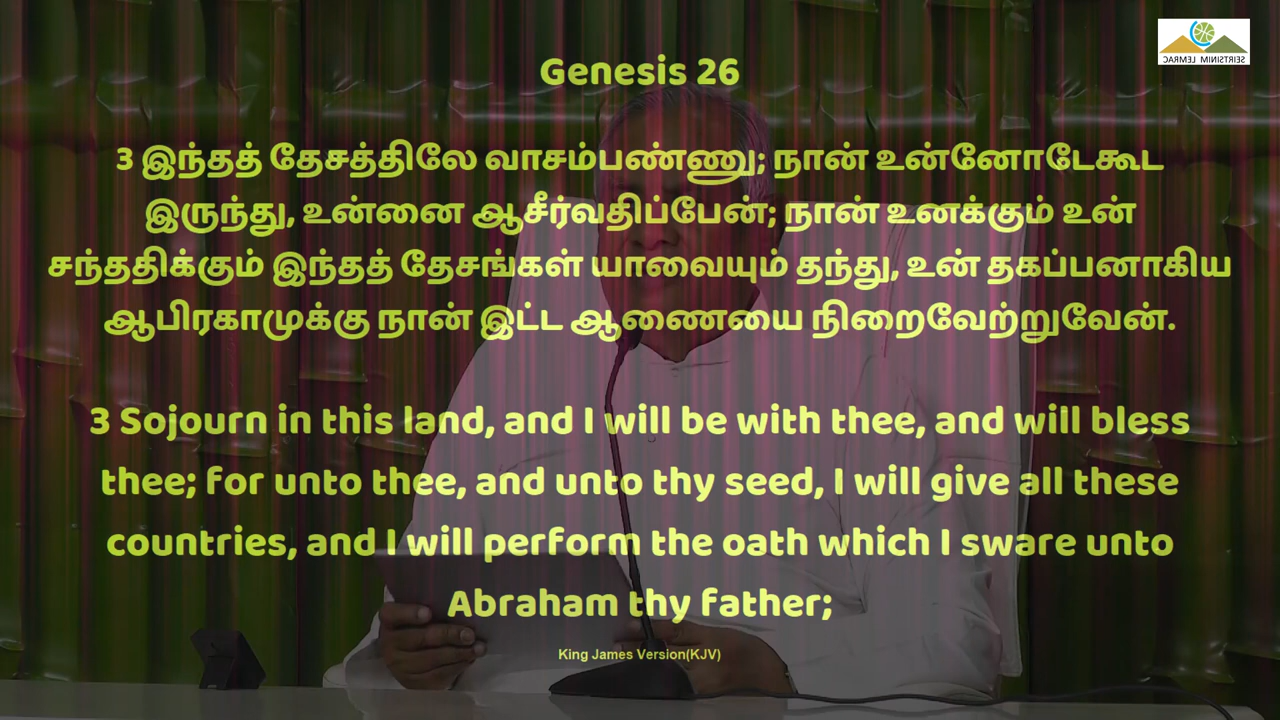 CARMEL MINISTRIES
Genesis 26
3 இந்தத் தேசத்திலே வாசம்பண்ணு; நான் உன்னோடேகூட
இருந்து, உன்னை ஆசீர்வதிப்பேன்; நான் உனக்கும் உன்
சந்ததிக்கும் இந்தத் தேசங்கள் யாவையும் தந்து, உன் தகப்பனாகிய
ஆபிரகாமுக்கு நான் இட்ட ஆணையை நிறைவேற்றுவேன்.
3 Sojourn in this land, and I will be with thee, and will bless
thee; for unto thee, and unto thy seed, I will give all these
countries, and I will perform the oath which I sware unto
Abraham thy father;
King James Version(KJV)